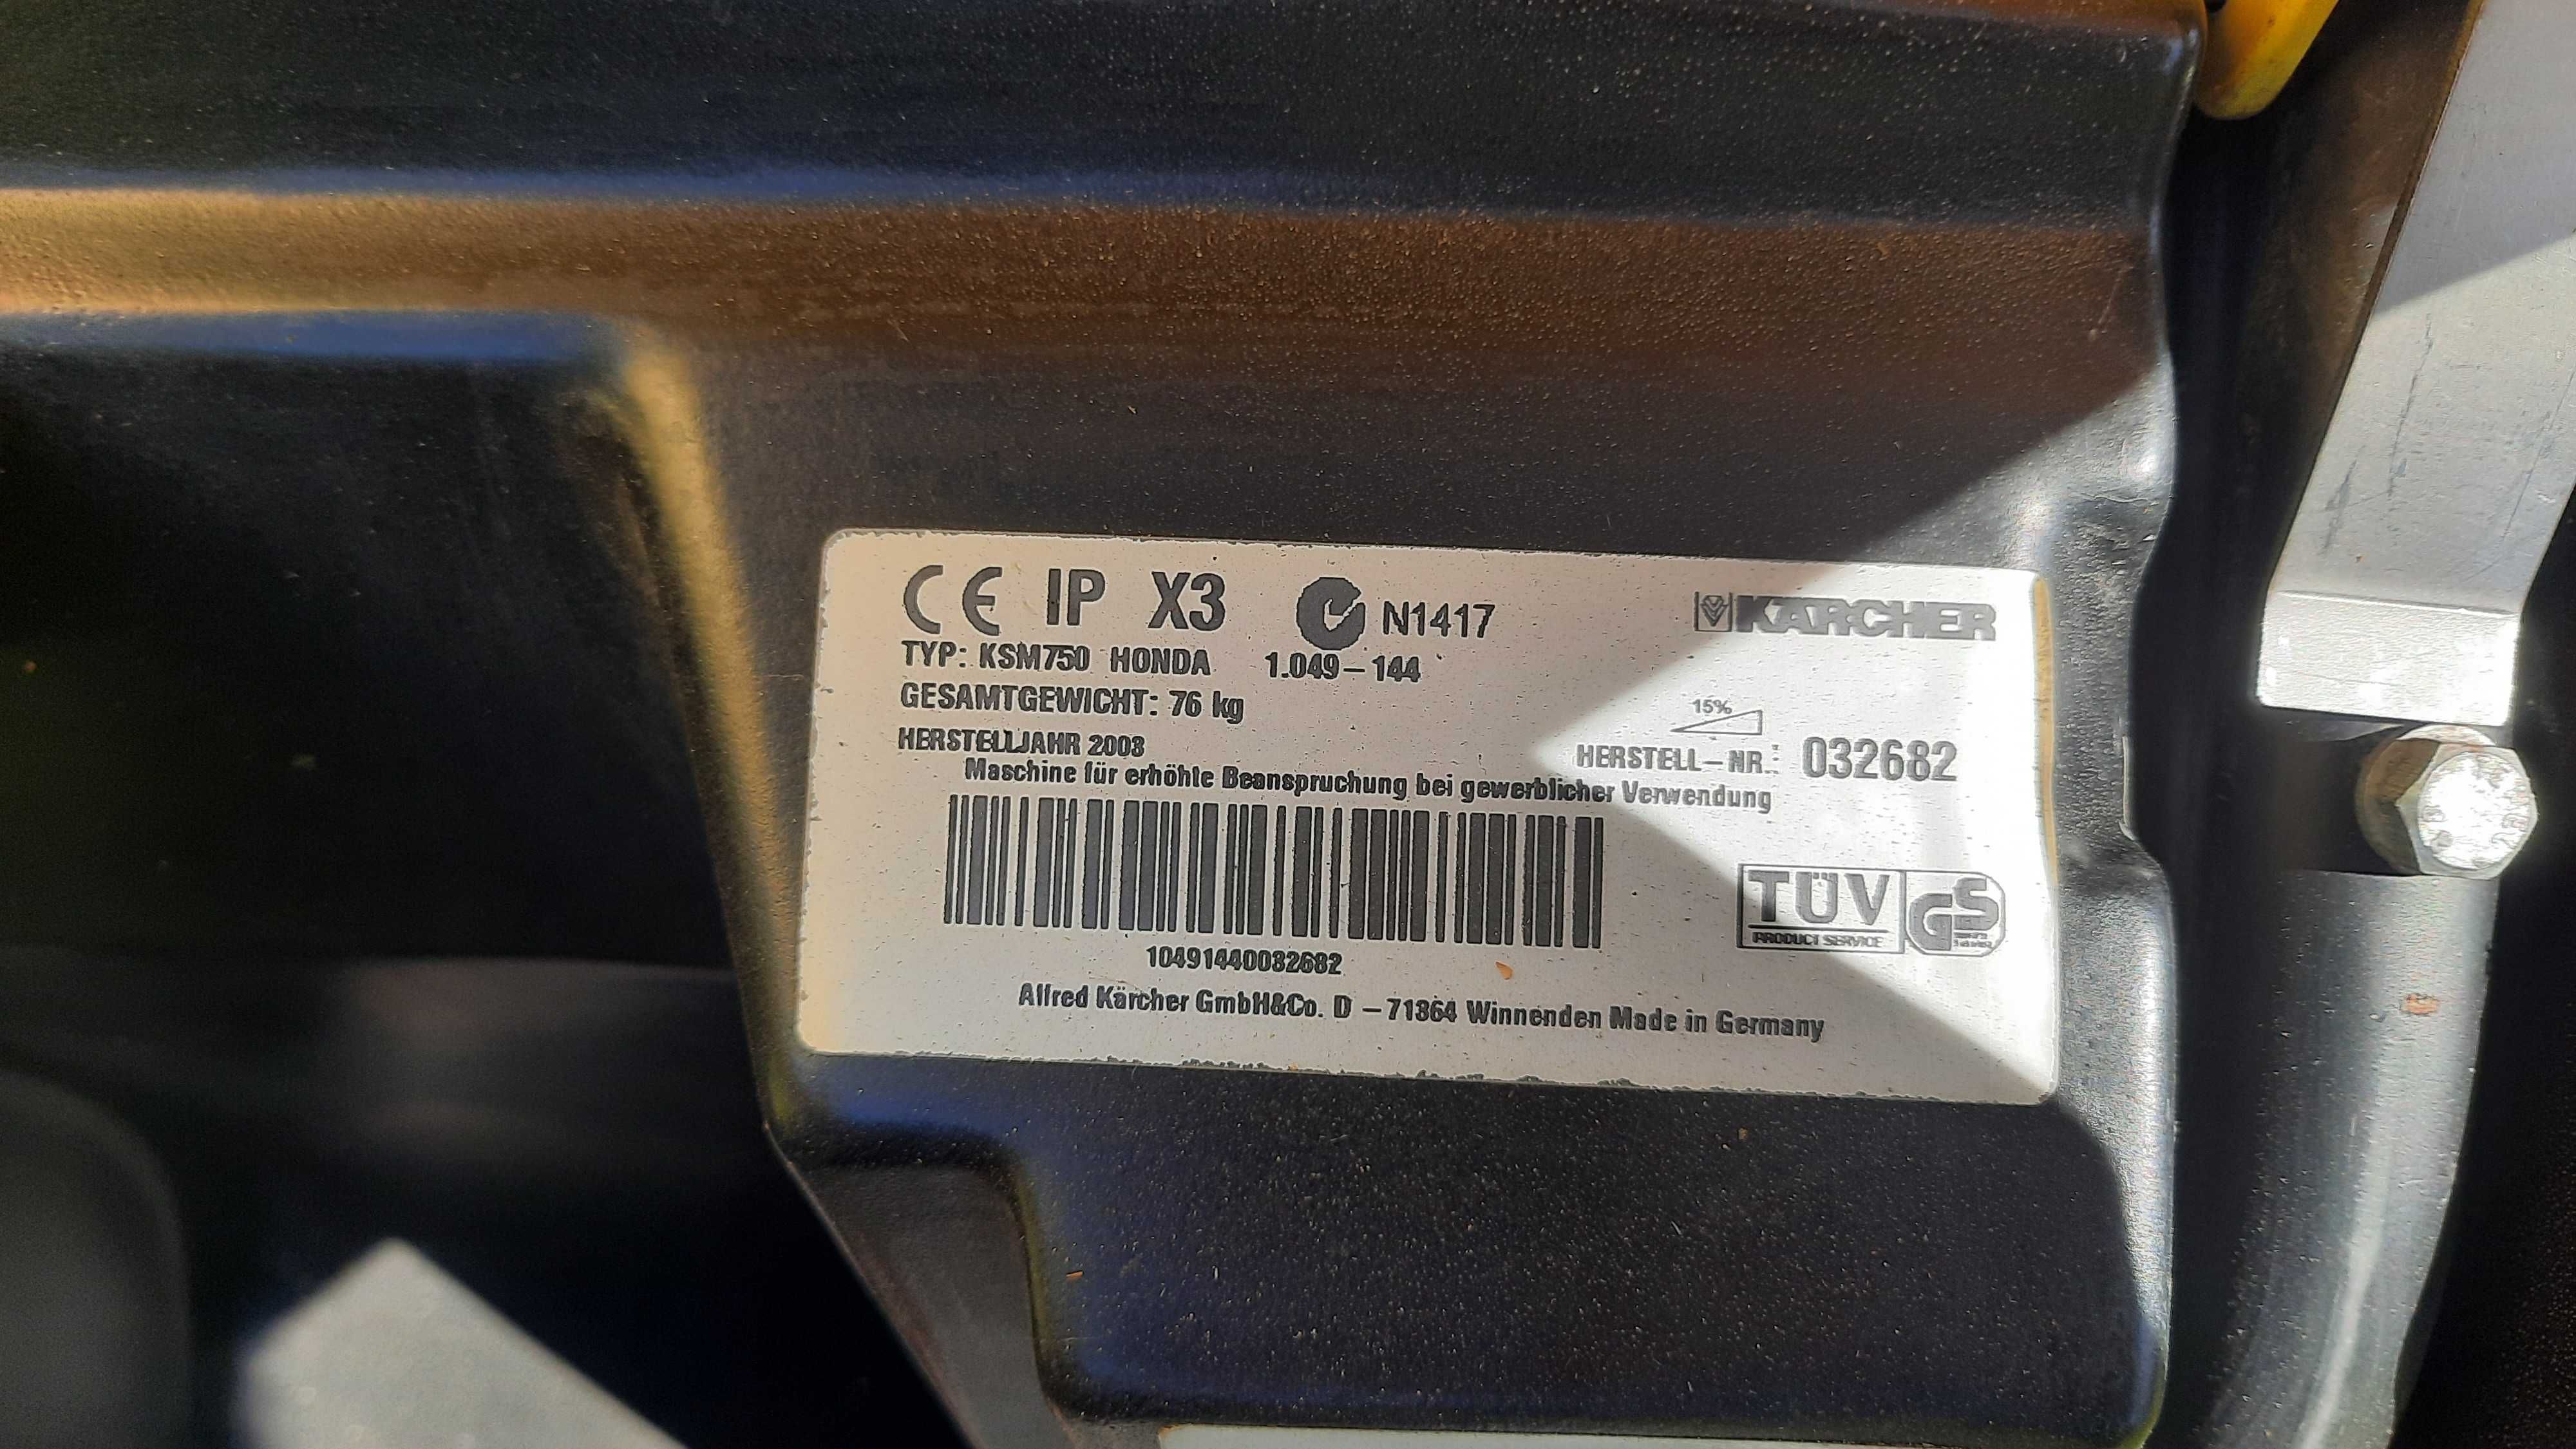 CE IP X3 N1417 KÄRCHER
TYP: KSM750 HONDA 1.049-144
GESAMTGEWICHT: 76 kg
15%
HERSTELLJAHR 2003
HERSTELL-NR.: 032682
Maschine für erhöhte Beanspruchung bei gewerblicher Verwendung
TÜV GS
PRODUCT SERVICE
10491440032682
Alfred Kärcher GmbH&Co. D -71364 Winnenden Made in Germany